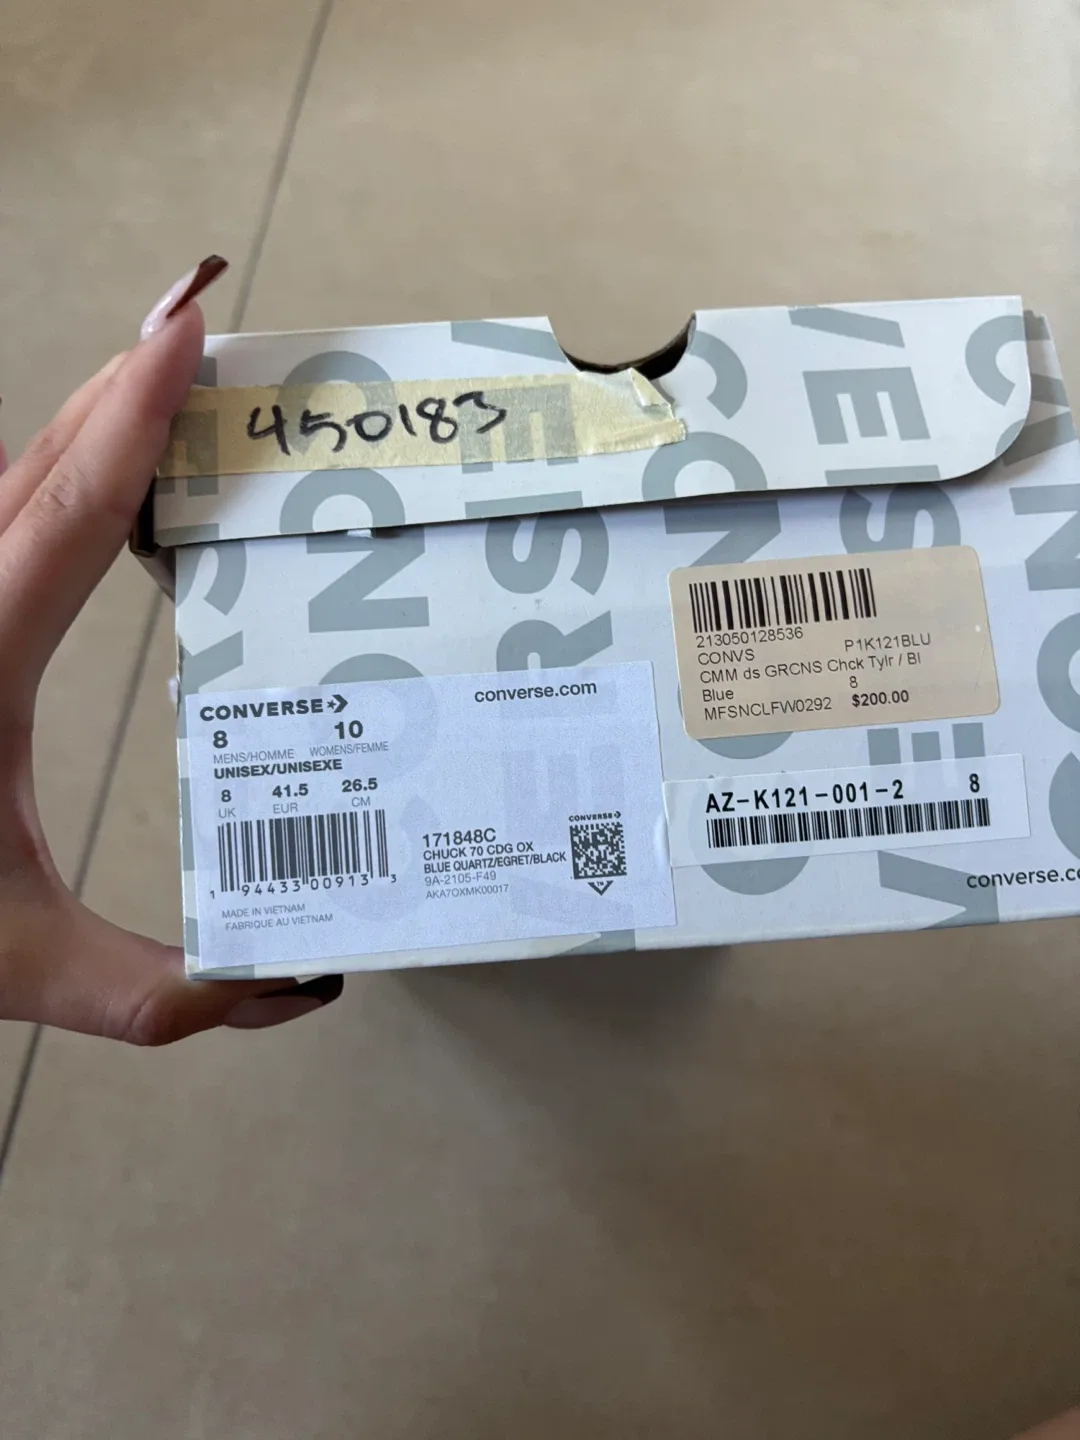 450183
213050128536
CONVS P1K121BLU
CMM ds GRCNS Chck Tylr / Bl
Blue 8
MFSNCLFW0292 $200.00
CONVERSE
converse.com
8 10
MENS/HOMME WOMENS/FEMME
UNISEX/UNISEXE
8 41.5 26.5
UK EUR CM
1 94433 00913 3
MADE IN VIETNAM
FABRIQUE AU VIETNAM
171848C
CHUCK 70 CDG OX
BLUE QUARTZ/EGRET/BLACK
9A-2105-F49
AKA7OXMK00017
CONVERSE
TM
AZ-K121-001-2 8
converse.co